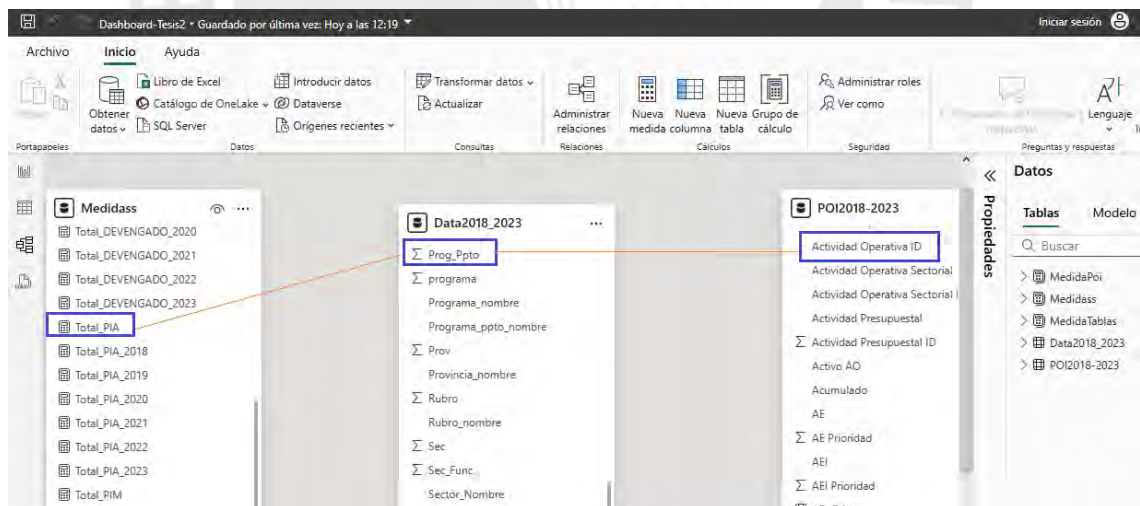 Dashboard-Tesis2 • Guardado por última vez: Hoy a las 12:19
Iniciar sesión
Archivo Inicio Ayuda
Obtener datos
Libro de Excel
Catálogo de OneLake
SQL Server
Introducir datos
Dataverse
Orígenes recientes
Transformar datos
Actualizar
Administrar relaciones
Nueva medida
Nueva columna
Nueva tabla
Grupo de cálculo
Administrar roles
Ver como
Lenguaje
Portapapeles
Datos
Consultas
Relaciones
Cálculos
Seguridad
Preguntas y respuestas
Medidass
Total_DEVENGADO_2020
Total_DEVENGADO_2021
Total_DEVENGADO_2022
Total_DEVENGADO_2023
Total_PIA
Total_PIA_2018
Total_PIA_2019
Total_PIA_2020
Total_PIA_2021
Total_PIA_2022
Total_PIA_2023
Total_PIM
Data2018_2023
Prog_Ppto
programa
Programa_nombre
Programa_ppto_nombre
Prov
Provincia_nombre
Rubro
Rubro_nombre
Sec
Sec_Func
Sector_Nombre
POI2018-2023
Actividad Operativa ID
Actividad Operativa Sectorial
Actividad Operativa Sectorial
Actividad Presupuestal
Actividad Presupuestal ID
Activo AO
Acumulado
AE
AE Prioridad
AEI
AEI Prioridad
Propiedades
Datos
Tablas Modelo
Buscar
MedidaPoi
Medidass
MedidaTablas
Data2018_2023
POI2018-2023